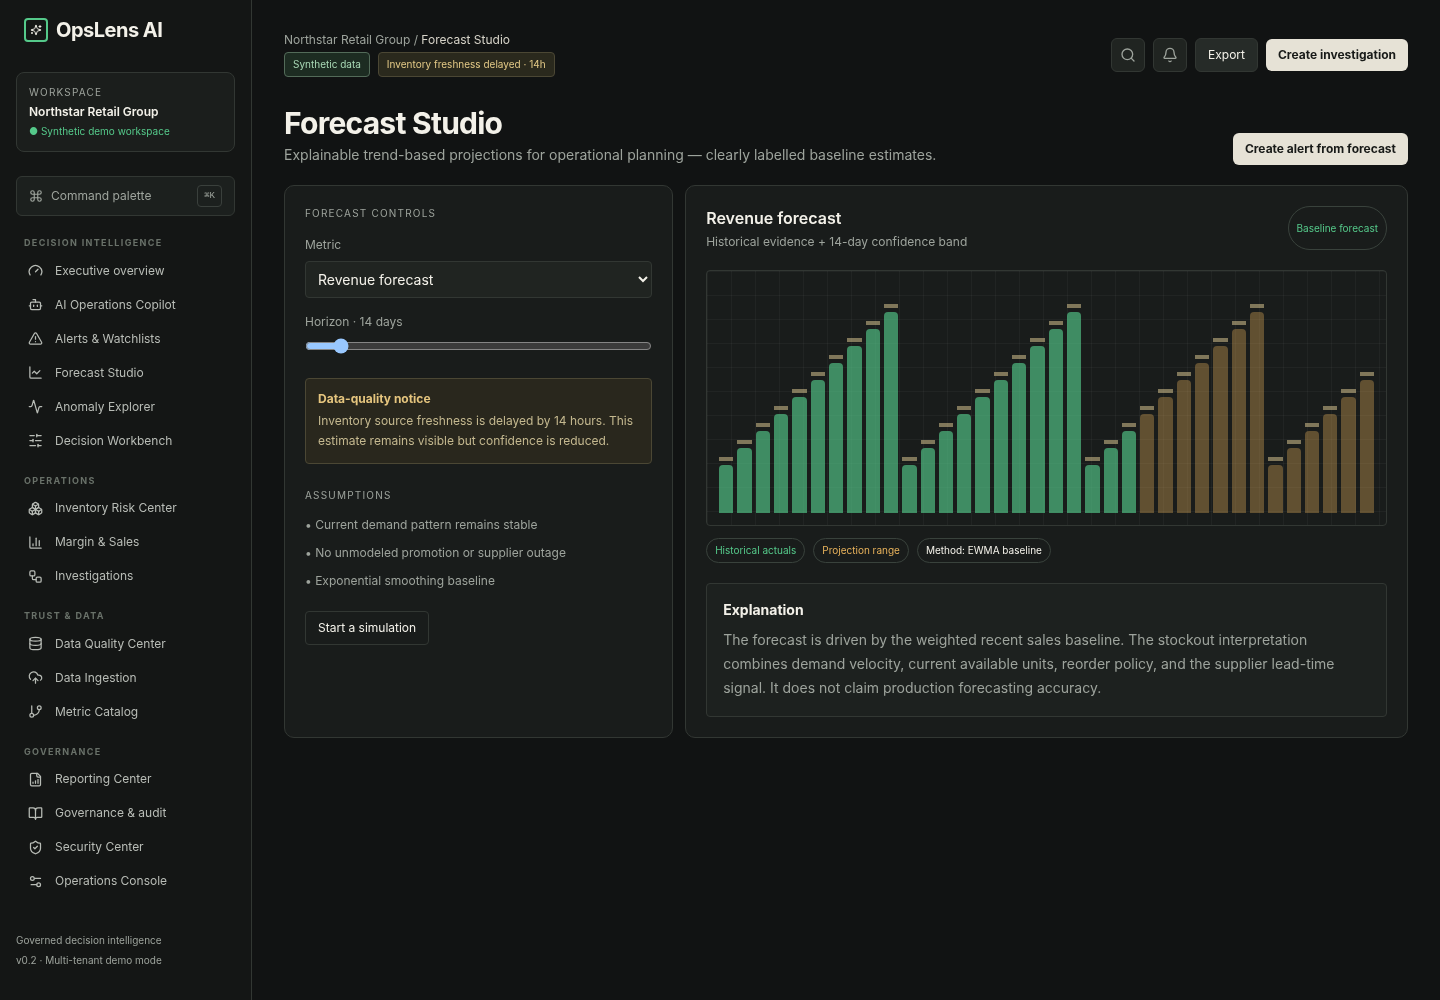 OpsLens AI
WORKSPACE
Northstar Retail Group
Synthetic demo workspace
Command palette ⌘K
DECISION INTELLIGENCE
Executive overview
AI Operations Copilot
Alerts & Watchlists
Forecast Studio
Anomaly Explorer
Decision Workbench
OPERATIONS
Inventory Risk Center
Margin & Sales
Investigations
TRUST & DATA
Data Quality Center
Data Ingestion
Metric Catalog
GOVERNANCE
Reporting Center
Governance & audit
Security Center
Operations Console
Governed decision intelligence
v0.2 · Multi-tenant demo mode
Northstar Retail Group / Forecast Studio
Synthetic data
Inventory freshness delayed · 14h
Export
Create investigation
Forecast Studio
Explainable trend-based projections for operational planning — clearly labelled baseline estimates.
Create alert from forecast
FORECAST CONTROLS
Metric
Revenue forecast
Horizon · 14 days
Data-quality notice
Inventory source freshness is delayed by 14 hours. This
estimate remains visible but confidence is reduced.
ASSUMPTIONS
• Current demand pattern remains stable
• No unmodeled promotion or supplier outage
• Exponential smoothing baseline
Start a simulation
Revenue forecast
Historical evidence + 14-day confidence band
Baseline forecast
Historical actuals
Projection range
Method: EWMA baseline
Explanation
The forecast is driven by the weighted recent sales baseline. The stockout interpretation
combines demand velocity, current available units, reorder policy, and the supplier lead-time
signal. It does not claim production forecasting accuracy.